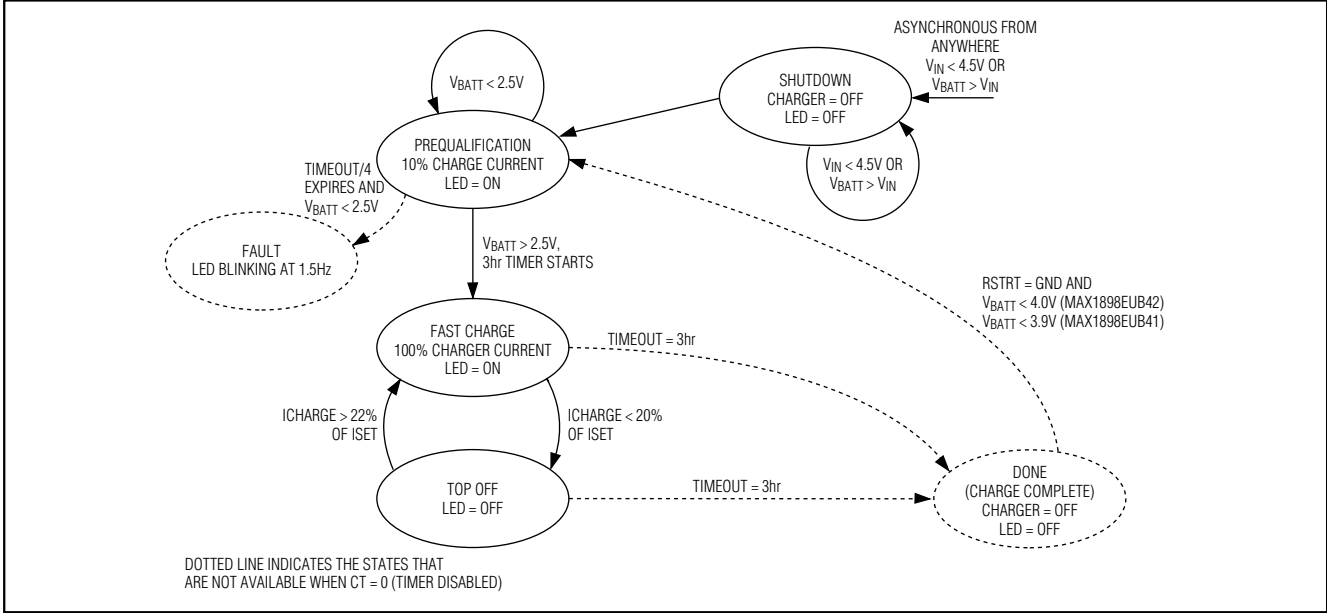 ASYNCHRONOUS FROM
ANYWHERE
VIN < 4.5V OR
VBATT > VIN
VBATT < 2.5V
SHUTDOWN
CHARGER = OFF
LED = OFF
PREQUALIFICATION
10% CHARGE CURRENT
LED = ON
VIN < 4.5V OR
VBATT > VIN
TIMEOUT/4
EXPIRES AND
VBATT < 2.5V
FAULT
LED BLINKING AT 1.5Hz
VBATT > 2.5V,
3hr TIMER STARTS
RSTRT = GND AND
VBATT < 4.0V (MAX1898EUB42)
VBATT < 3.9V (MAX1898EUB41)
FAST CHARGE
100% CHARGER CURRENT
LED = ON
TIMEOUT = 3hr
ICHARGE > 22%
OF ISET
ICHARGE < 20%
OF ISET
TOP OFF
LED = OFF
TIMEOUT = 3hr
DONE
(CHARGE COMPLETE)
CHARGER = OFF
LED = OFF
DOTTED LINE INDICATES THE STATES THAT
ARE NOT AVAILABLE WHEN CT = 0 (TIMER DISABLED)